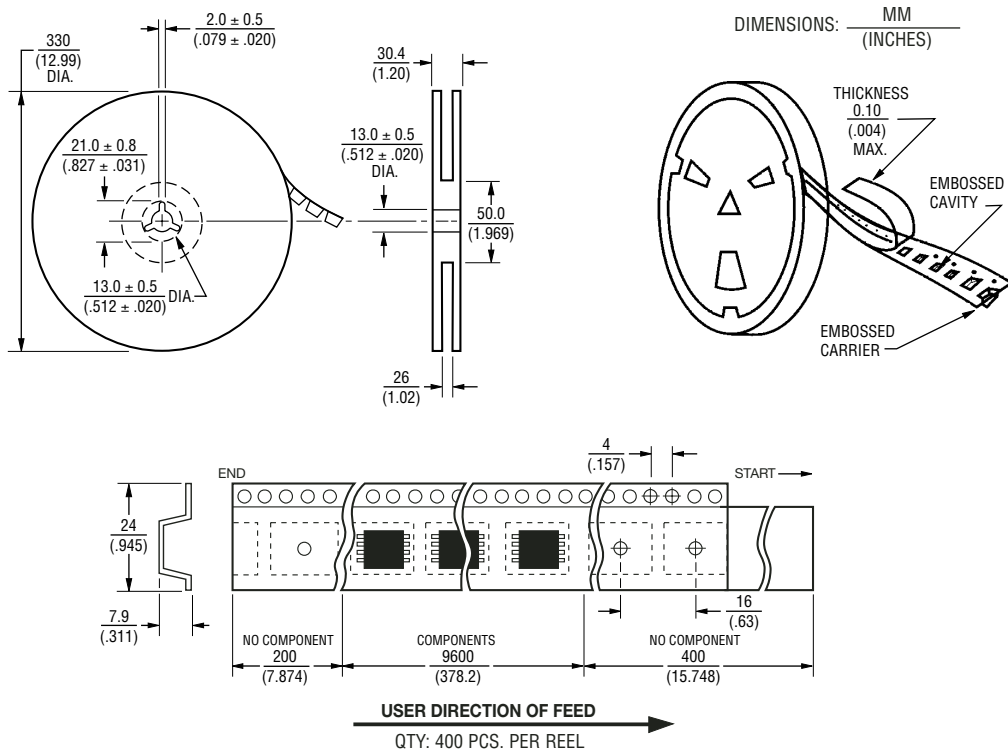 DIMENSIONS: MM
(INCHES)
2.0 ± 0.5
(.079 ± .020)
330
(12.99)
DIA.
21.0 ± 0.8
(.827 ± .031)
13.0 ± 0.5
(.512 ± .020) DIA.
30.4
(1.20)
13.0 ± 0.5
(.512 ± .020)
DIA.
50.0
(1.969)
26
(1.02)
THICKNESS
0.10
(.004)
MAX.
EMBOSSED
CAVITY
EMBOSSED
CARRIER
4
(.157)
END
START
24
(.945)
7.9
(.311)
16
(.63)
NO COMPONENT
200
(7.874)
COMPONENTS
9600
(378.2)
NO COMPONENT
400
(15.748)
USER DIRECTION OF FEED
QTY: 400 PCS. PER REEL